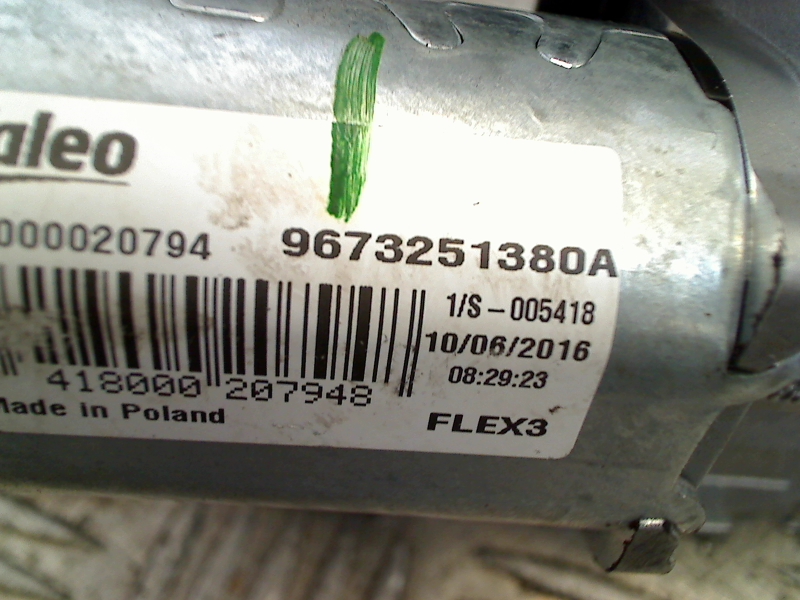 aleo
000020794 9673251380A
1/S - 005418
10/06/2016
418000 207948 08:29:23
Made in Poland FLEX3